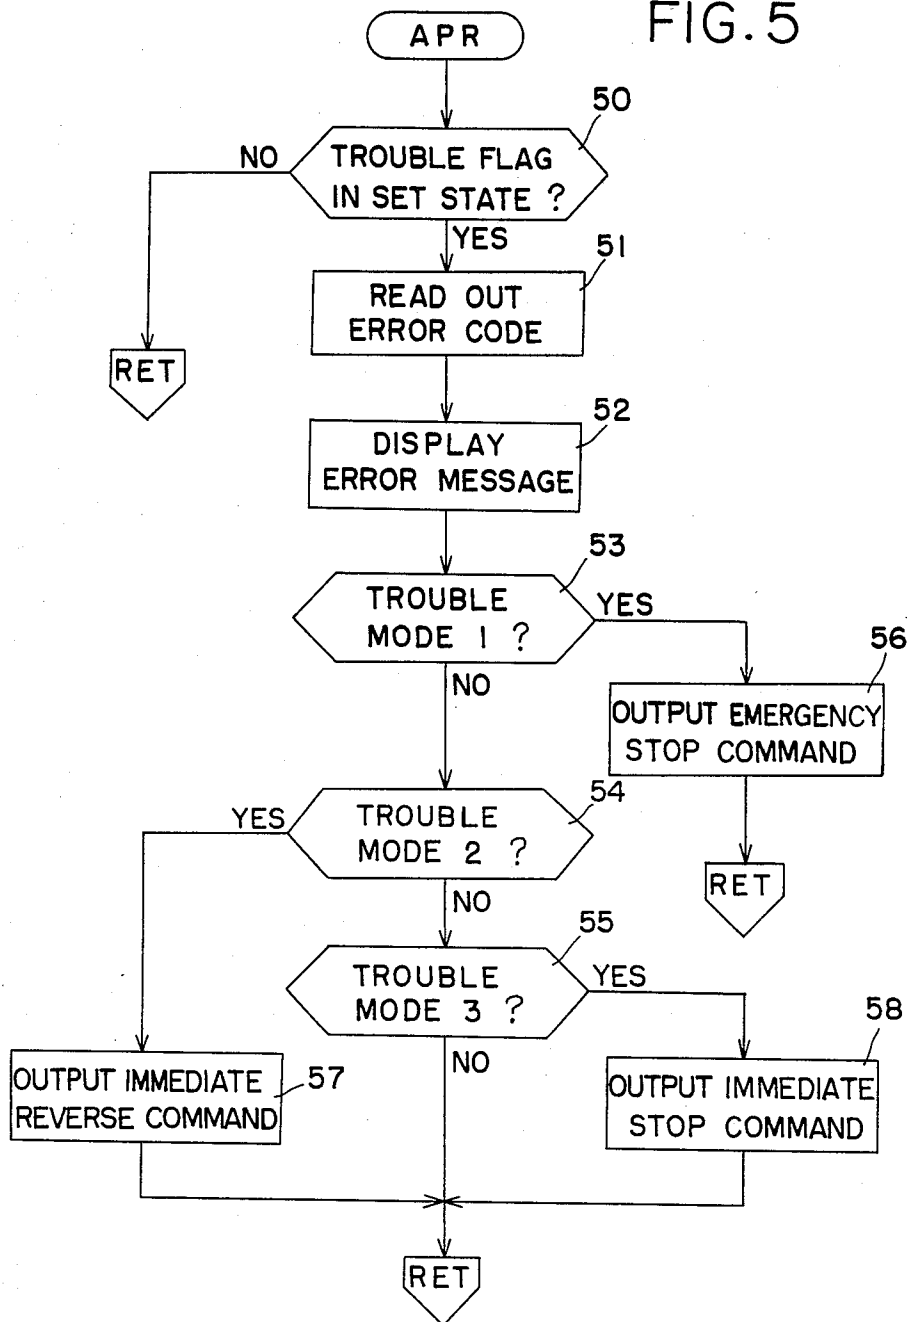 FIG. 5
APR
50
TROUBLE FLAG
IN SET STATE ?
NO
YES
51
READ OUT
ERROR CODE
RET
52
DISPLAY
ERROR MESSAGE
53
TROUBLE
MODE 1 ?
YES
NO
56
OUTPUT EMERGENCY
STOP COMMAND
54
TROUBLE
MODE 2 ?
YES
NO
RET
55
TROUBLE
MODE 3 ?
YES
NO
57
OUTPUT IMMEDIATE
REVERSE COMMAND
58
OUTPUT IMMEDIATE
STOP COMMAND
RET